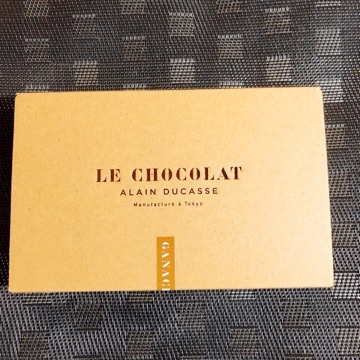 LE CHOCOLAT
ALAIN DUCASSE
Manufacture à Tokyo